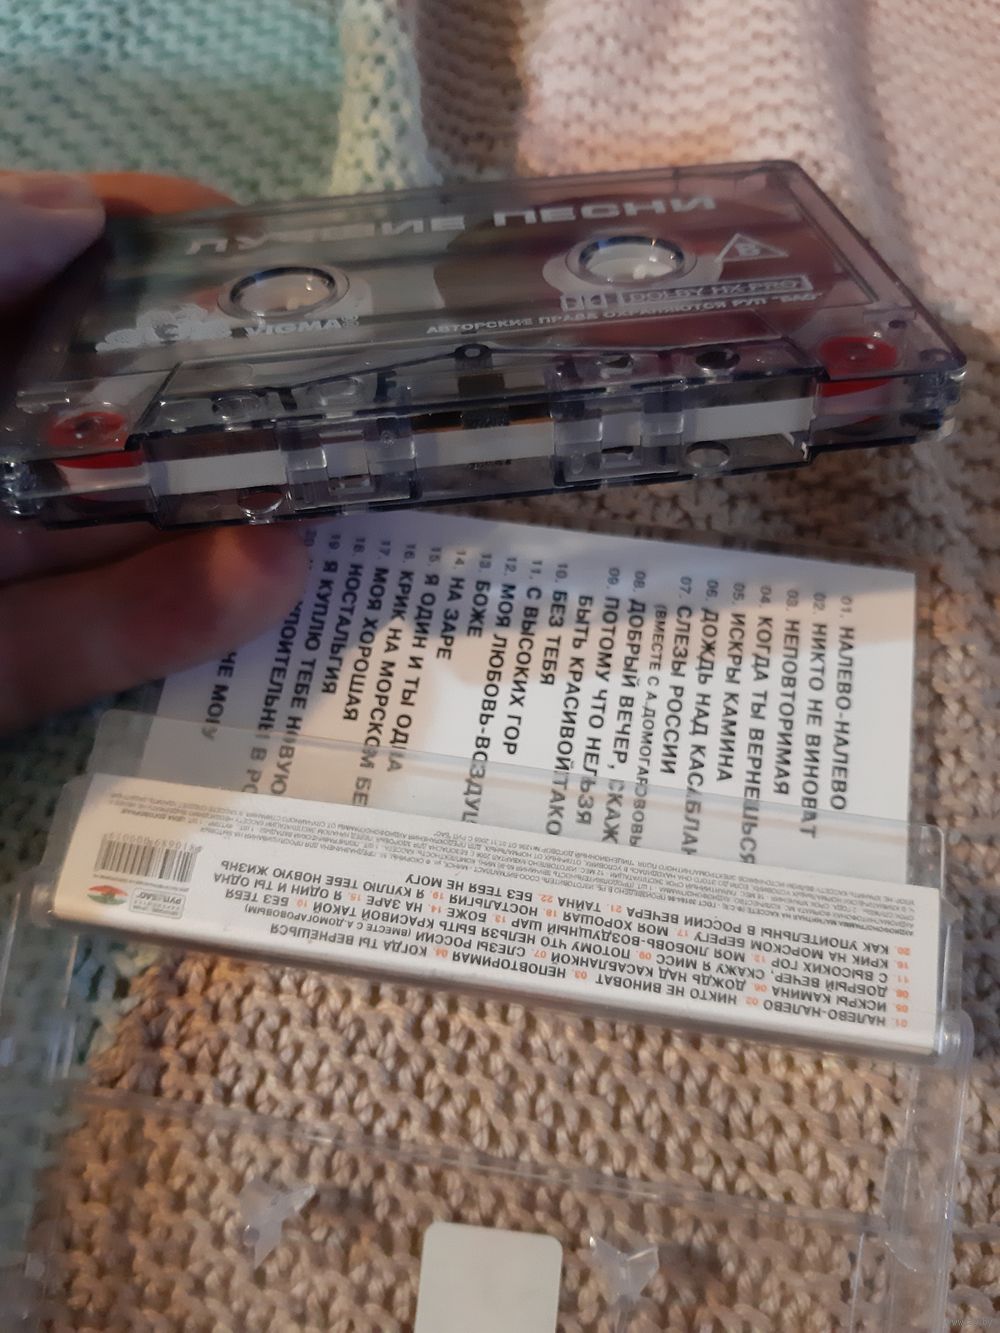 ЛУЧШИЕ ПЕСНИ
B
VIGMA
DOLBY HX PRO
АВТОРСКИЕ ПРАВА ОХРАНЯЮТСЯ РУП "БАС"
01. НАЛЕВО-НАЛЕВО
02. НИКТО НЕ ВИНОВАТ
03. НЕПОВТОРИМАЯ
04. КОГДА ТЫ ВЕРНЕШЬСЯ
05. ИСКРЫ КАМИНА
06. ДОЖДЬ НАД КАСАБЛАН
07. СЛЕЗЫ РОССИИ
(ВМЕСТЕ С А.ДОМОГАРОВЫ
08. ДОБРЫЙ ВЕЧЕР, СКАЖ
09. ПОТОМУ ЧТО НЕЛЬЗЯ
БЫТЬ КРАСИВОЙ ТАКО
10. БЕЗ ТЕБЯ
11. С ВЫСОКИХ ГОР
12. МОЯ ЛЮБОВЬ-ВОЗДУШ
13. БОЖЕ
14. НА ЗАРЕ
15. Я ОДИН И ТЫ ОДНА
16. КРИК НА МОРСКОМ БЕ
17. МОЯ ХОРОШАЯ
18. НОСТАЛЬГИЯ
19. Я КУПЛЮ ТЕБЕ НОВУЮ
20. УПОИТЕЛЬНЫ В РО
НЕ МОГУ
01. НАЛЕВО-НАЛЕВО 02. НИКТО НЕ ВИНОВАТ 03. НЕПОВТОРИМАЯ 04. КОГДА ТЫ ВЕРНЕШЬСЯ
05. ИСКРЫ КАМИНА 06. ДОЖДЬ НАД КАСАБЛАНКОЙ 07. СЛЕЗЫ РОССИИ (ВМЕСТЕ С А.ДОМОГАРОВЫМ)
08. ДОБРЫЙ ВЕЧЕР, СКАЖУ Я МИСС 09. ПОТОМУ ЧТО НЕЛЬЗЯ БЫТЬ КРАСИВОЙ ТАКОЙ 10. БЕЗ ТЕБЯ
11. С ВЫСОКИХ ГОР 12. МОЯ ЛЮБОВЬ-ВОЗДУШНЫЙ ШАР 13. БОЖЕ 14. НА ЗАРЕ 15. Я ОДИН И ТЫ ОДНА
16. КРИК НА МОРСКОМ БЕРЕГУ 17. МОЯ ХОРОШАЯ 18. НОСТАЛЬГИЯ 19. Я КУПЛЮ ТЕБЕ НОВУЮ ЖИЗНЬ
20. КАК УПОИТЕЛЬНЫ В РОССИИ ВЕЧЕРА 21. ТАЙНА 22. БЕЗ ТЕБЯ НЕ МОГУ